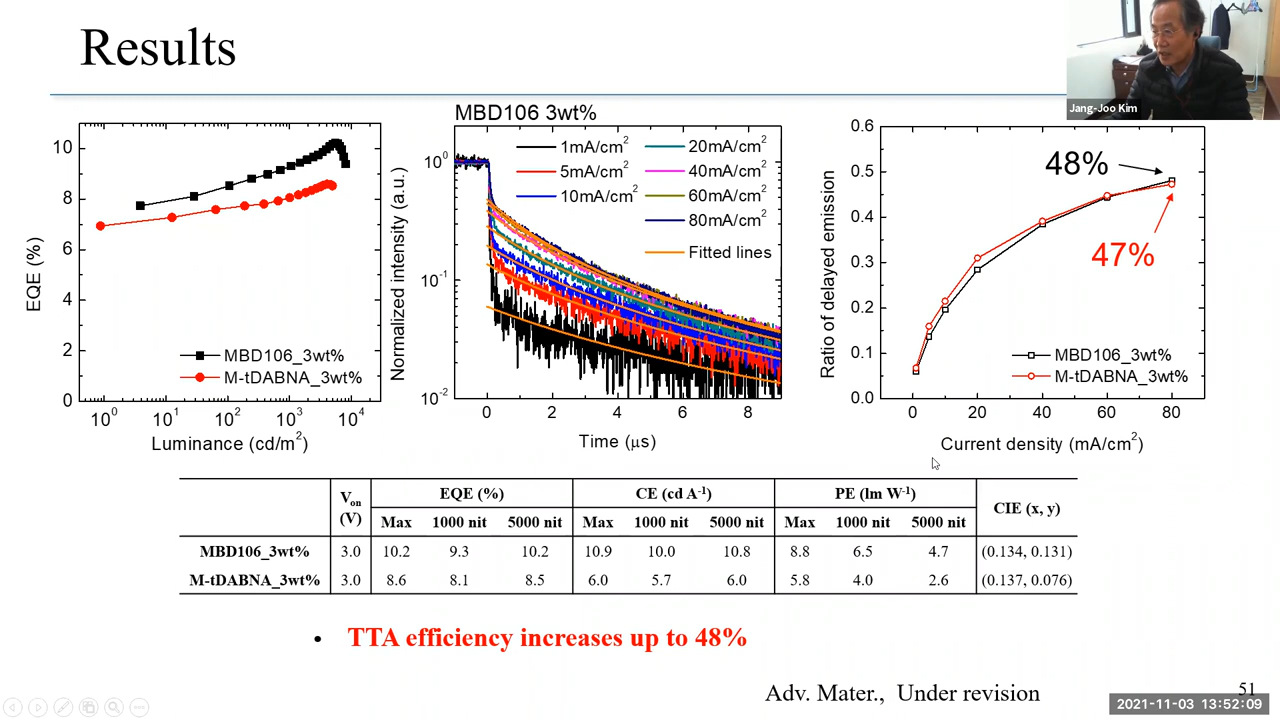 Results
Jang-Joo Kim
EQE (%)
10
8
6
4
2
0
MBD106_3wt%
M-tDABNA_3wt%
10^0 10^1 10^2 10^3 10^4
Luminance (cd/m^2)
MBD106 3wt%
Normalized intensity (a.u.)
10^0
10^-1
10^-2
1mA/cm^2
5mA/cm^2
10mA/cm^2
20mA/cm^2
40mA/cm^2
60mA/cm^2
80mA/cm^2
Fitted lines
0 2 4 6 8
Time (μs)
Ratio of delayed emission
0.6
0.5
0.4
0.3
0.2
0.1
0.0
48%
47%
MBD106_3wt%
M-tDABNA_3wt%
0 20 40 60 80
Current density (mA/cm^2)
V_on (V) EQE (%) CE (cd A^-1) PE (lm W^-1) CIE (x, y)
Max 1000 nit 5000 nit Max 1000 nit 5000 nit Max 1000 nit 5000 nit
MBD106_3wt% 3.0 10.2 9.3 10.2 10.9 10.0 10.8 8.8 6.5 4.7 (0.134, 0.131)
M-tDABNA_3wt% 3.0 8.6 8.1 8.5 6.0 5.7 6.0 5.8 4.0 2.6 (0.137, 0.076)
• TTA efficiency increases up to 48%
Adv. Mater., Under revision
51
2021-11-03 13:52:09